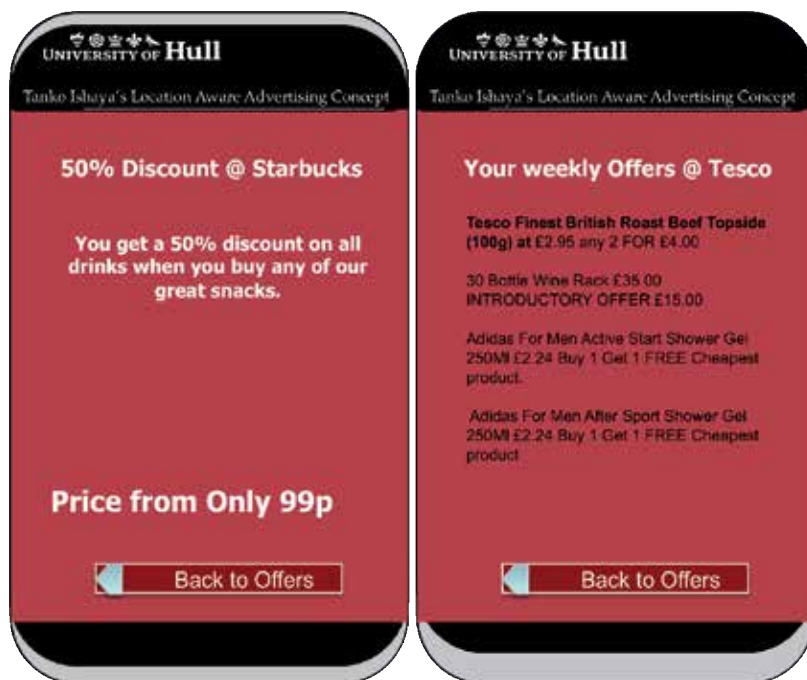 UNIVERSITY OF Hull
Tanko Ishaya's Location Aware Advertising Concept
50% Discount @ Starbucks
You get a 50% discount on all
drinks when you buy any of our
great snacks.
Price from Only 99p
Back to Offers
UNIVERSITY OF Hull
Tanko Ishaya's Location Aware Advertising Concept
Your weekly Offers @ Tesco
Tesco Finest British Roast Beef Topside
(100g) at £2.95 any 2 FOR £4.00
30 Bottle Wine Rack £35.00
INTRODUCTORY OFFER £15.00
Adidas For Men Active Start Shower Gel
250Ml £2.24 Buy 1 Get 1 FREE Cheapest
product.
Adidas For Men After Sport Shower Gel
250Ml £2.24 Buy 1 Get 1 FREE Cheapest
product
Back to Offers